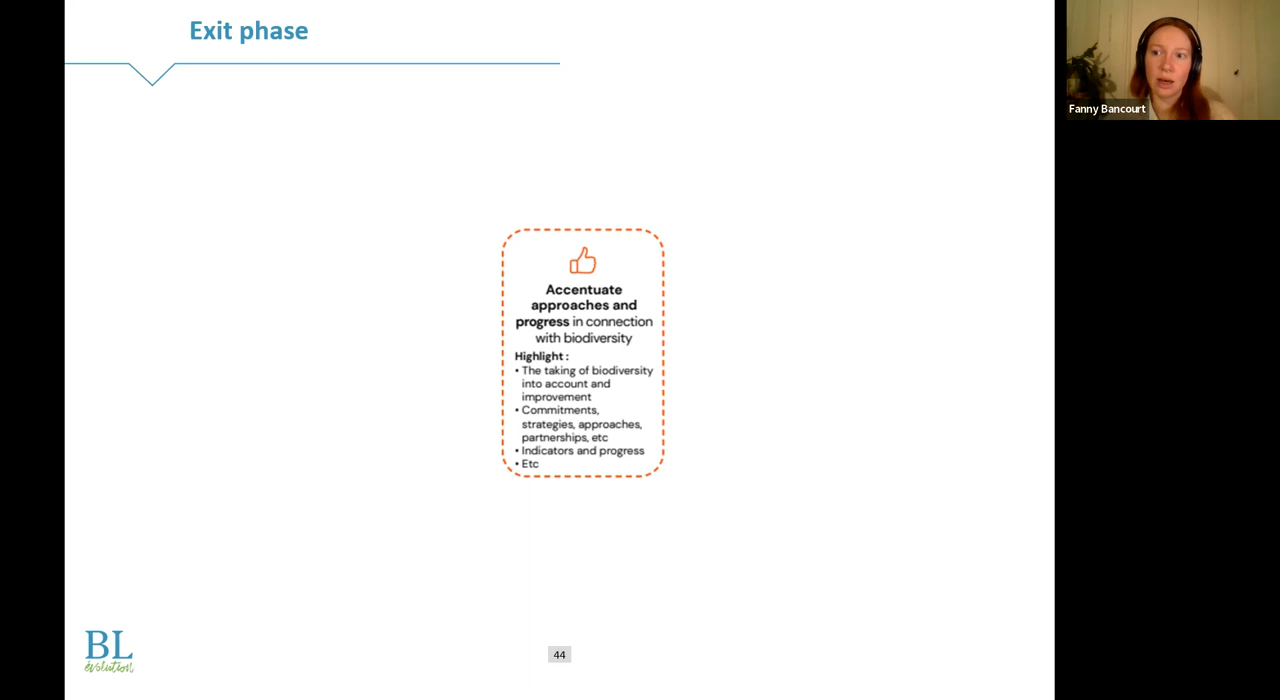 Exit phase
Fanny Bancourt
Accentuate
approaches and
progress in connection
with biodiversity
Highlight :
• The taking of biodiversity
into account and
improvement
• Commitments,
strategies, approaches,
partnerships, etc
• Indicators and progress
• Etc
BL
évolution
44